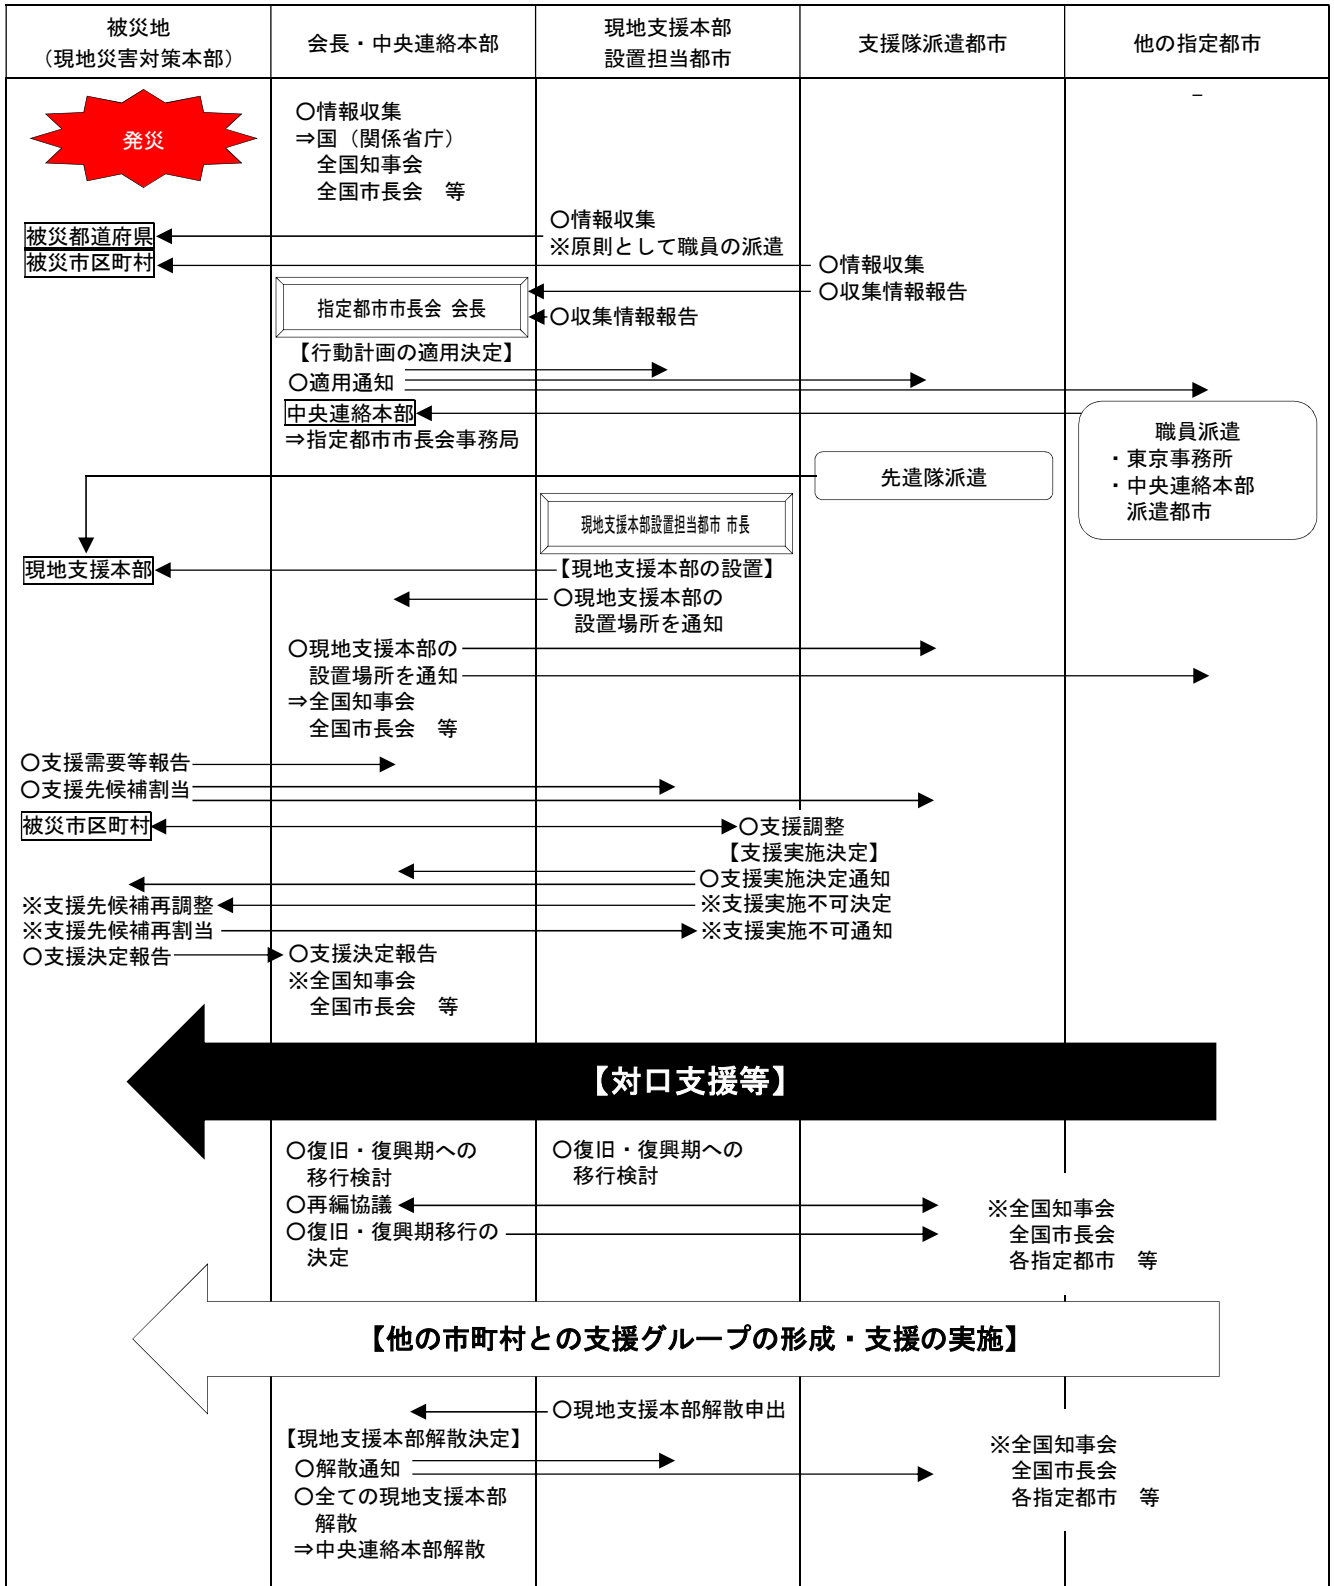 被災地
（現地災害対策本部）
会長・中央連絡本部
現地支援本部
設置担当都市
支援隊派遣都市
他の指定都市
－
発災
○情報収集
⇒国（関係省庁）
全国知事会
全国市長会　等
○情報収集
※原則として職員の派遣
被災都道府県
被災市区町村
○情報収集
○収集情報報告
指定都市市長会 会長
○収集情報報告
【行動計画の適用決定】
○適用通知
中央連絡本部
⇒指定都市市長会事務局
職員派遣
・東京事務所
・中央連絡本部
派遣都市
先遣隊派遣
現地支援本部設置担当都市 市長
現地支援本部
【現地支援本部の設置】
○現地支援本部の
設置場所を通知
○現地支援本部の
設置場所を通知
⇒全国知事会
全国市長会　等
○支援需要等報告
○支援先候補割当
被災市区町村
○支援調整
【支援実施決定】
○支援実施決定通知
※支援先候補再調整
※支援実施不可決定
※支援先候補再割当
※支援実施不可通知
○支援決定報告
○支援決定報告
※全国知事会
全国市長会　等
【対口支援等】
○復旧・復興期への
移行検討
○復旧・復興期への
移行検討
○再編協議
○復旧・復興期移行の
決定
※全国知事会
全国市長会
各指定都市　等
【他の市町村との支援グループの形成・支援の実施】
○現地支援本部解散申出
【現地支援本部解散決定】
○解散通知
○全ての現地支援本部
解散
⇒中央連絡本部解散
※全国知事会
全国市長会
各指定都市　等